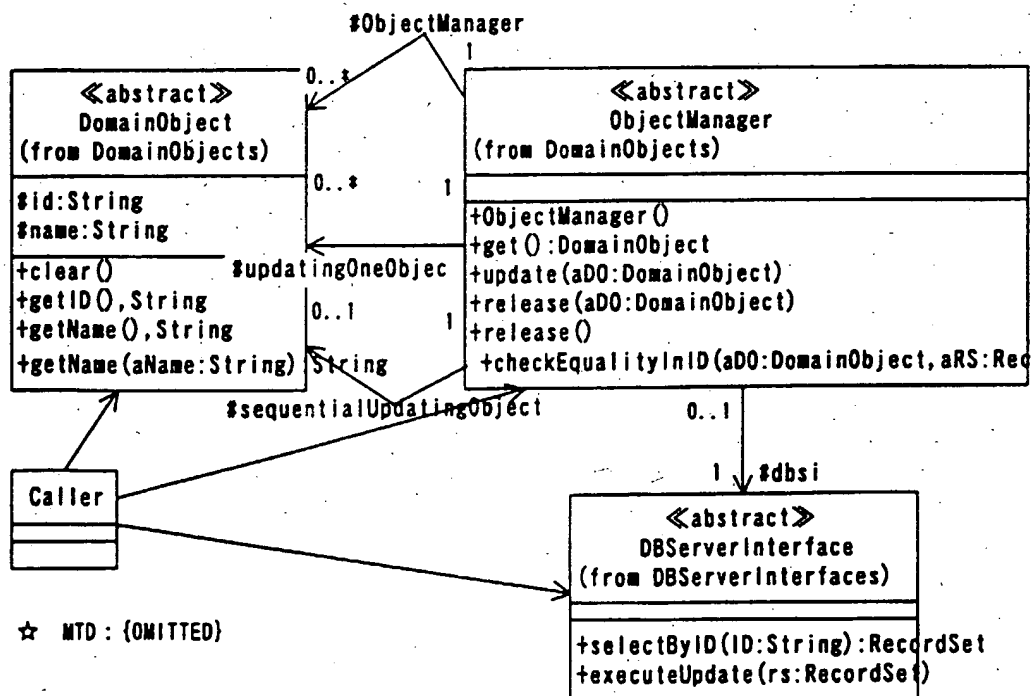 #ObjectManager
1
0..*
≪abstract≫
DomainObject
(from DomainObjects)
#id:String
#name:String
+clear()
+getID(),String
+getName(),String
+getName(aName:String) String
≪abstract≫
ObjectManager
(from DomainObjects)
+ObjectManager()
+get():DomainObject
+update(aDO:DomainObject)
+release(aDO:DomainObject)
+release()
+checkEqualityInID(aDO:DomainObject,aRS:Rec
0..*
1
#updatingOneObjec
0..1
1
#sequentialUpdatingObject
0..1
1
#dbsi
Caller
≪abstract≫
DBServerInterface
(from DBServerInterfaces)
+selectByID(ID:String):RecordSet
+executeUpdate(rs:RecordSet)
☆ MTD : {OMITTED}